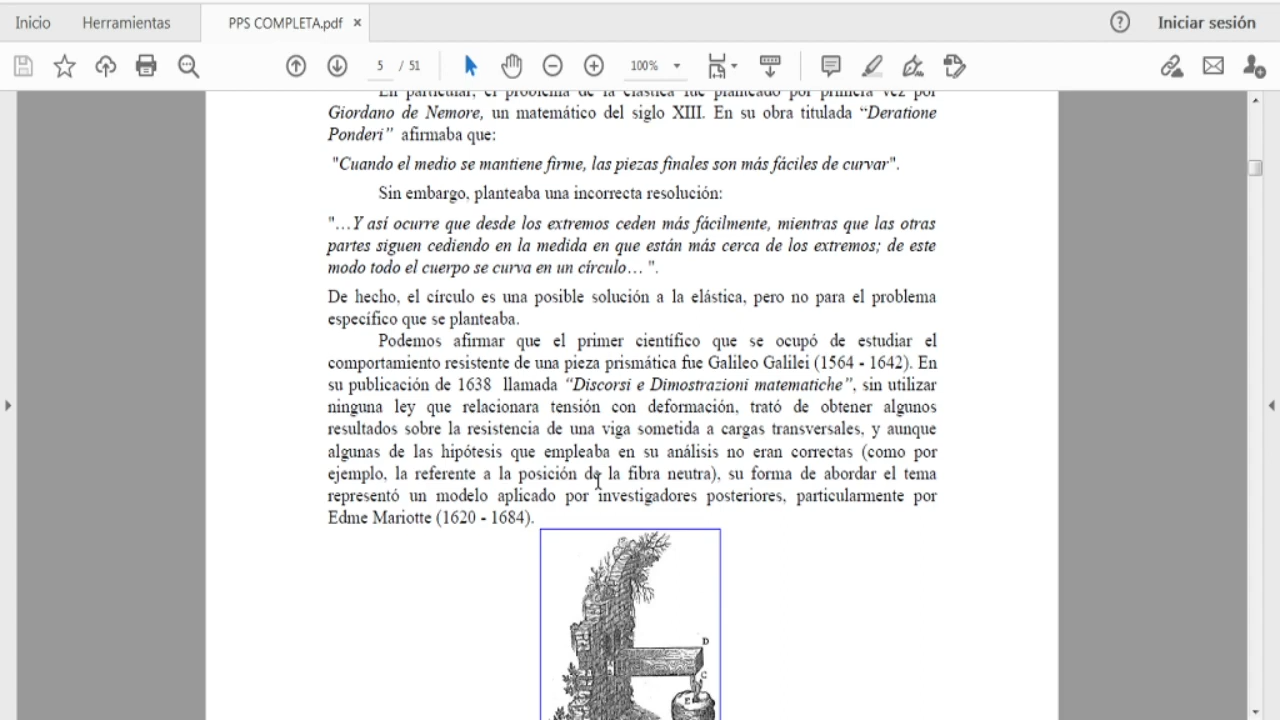 Inicio Herramientas PPS COMPLETA.pdf × ? Iniciar sesión
5 / 51 100%
En particular, el problema de la elástica fue planteado por primera vez por
Giordano de Nemore, un matemático del siglo XIII. En su obra titulada “Deratione
Ponderi” afirmaba que:
"Cuando el medio se mantiene firme, las piezas finales son más fáciles de curvar".
Sin embargo, planteaba una incorrecta resolución:
"…Y así ocurre que desde los extremos ceden más fácilmente, mientras que las otras
partes siguen cediendo en la medida en que están más cerca de los extremos; de este
modo todo el cuerpo se curva en un círculo… ".
De hecho, el círculo es una posible solución a la elástica, pero no para el problema
específico que se planteaba.
Podemos afirmar que el primer científico que se ocupó de estudiar el
comportamiento resistente de una pieza prismática fue Galileo Galilei (1564 - 1642). En
su publicación de 1638 llamada “Discorsi e Dimostrazioni matematiche”, sin utilizar
ninguna ley que relacionara tensión con deformación, trató de obtener algunos
resultados sobre la resistencia de una viga sometida a cargas transversales, y aunque
algunas de las hipótesis que empleaba en su análisis no eran correctas (como por
ejemplo, la referente a la posición de la fibra neutra), su forma de abordar el tema
representó un modelo aplicado por investigadores posteriores, particularmente por
Edme Mariotte (1620 - 1684).
D
C
E